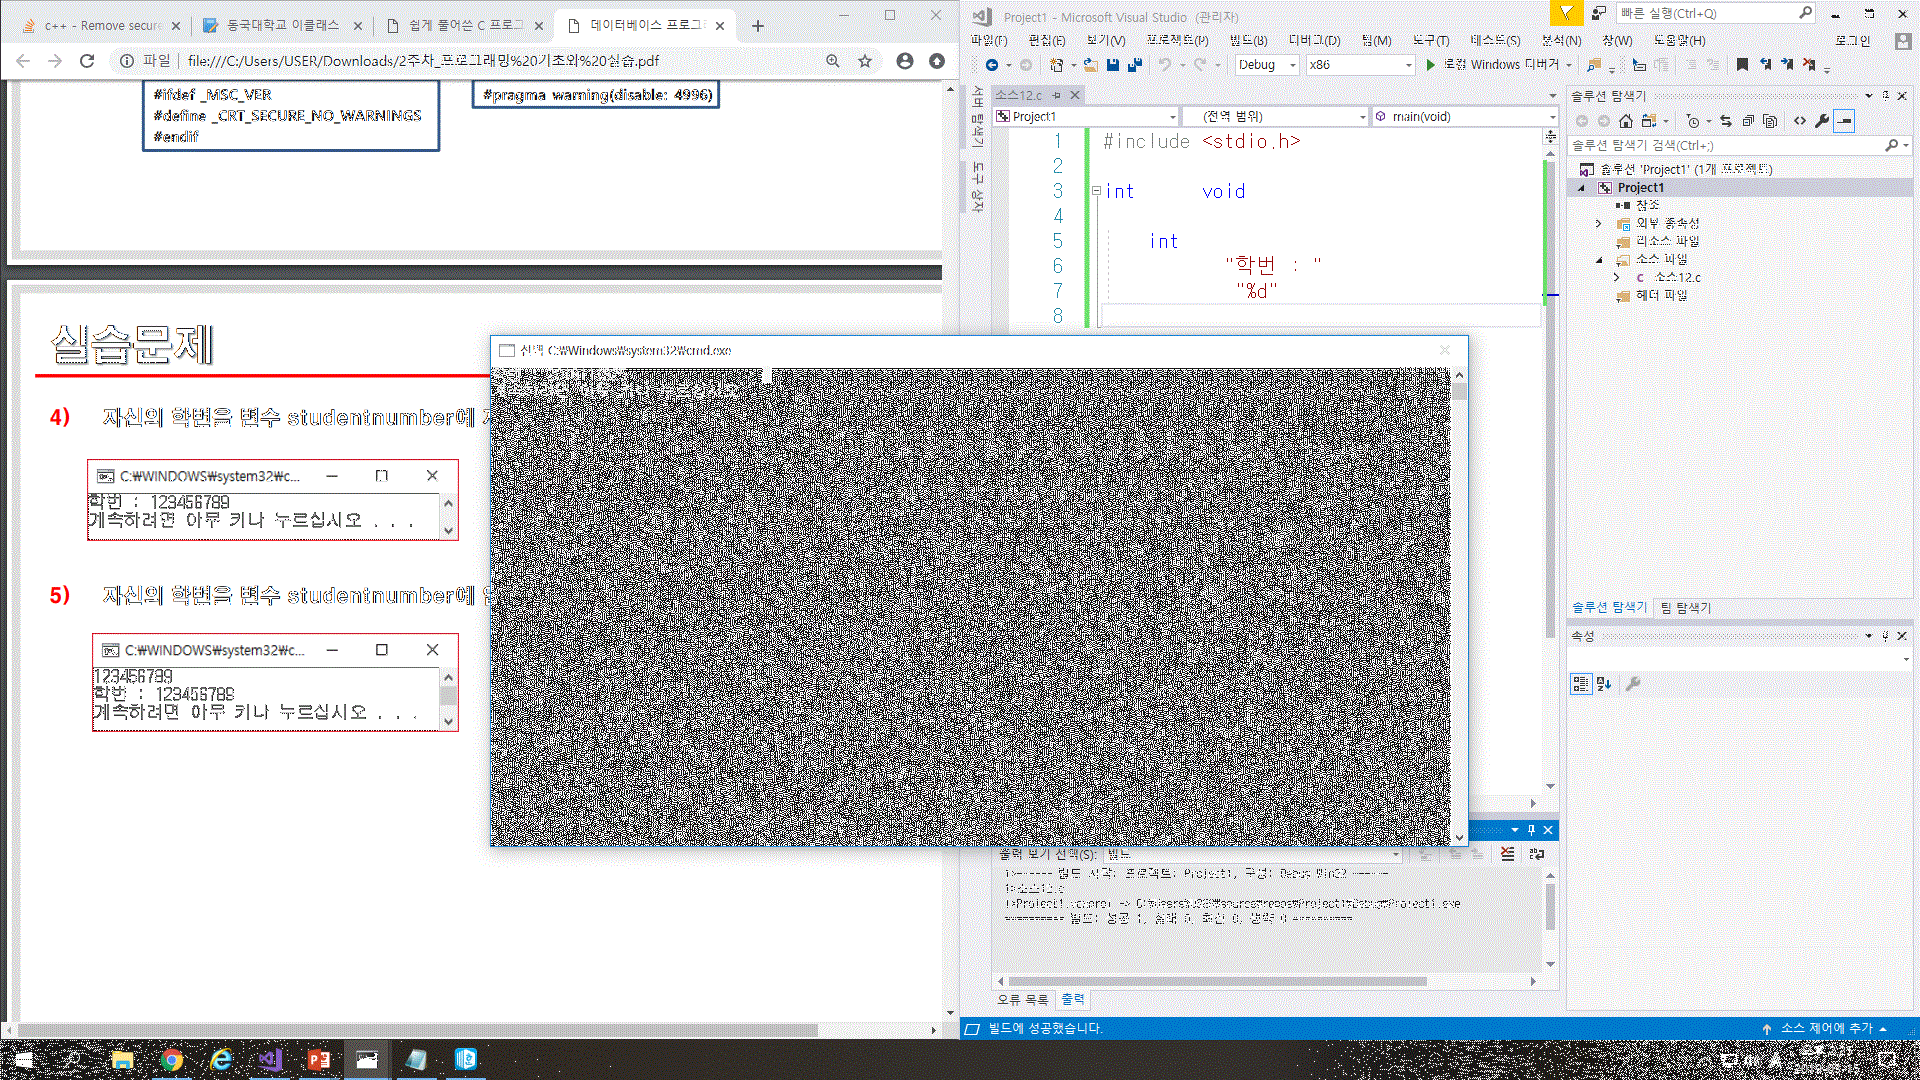 c++ - Remove secure
동국대학교 이클래스
쉽게 풀어쓴 C 프로그
데이터베이스 프로그
파일
file:///C:/Users/USER/Downloads/2주차_프로그래밍%20기초와%20실습.pdf
#ifdef _MSC_VER
#define _CRT_SECURE_NO_WARNINGS
#endif
#pragma warning(disable: 4996)
실습문제
4) 자신의 학번을 변수 studentnumber에
C:₩WINDOWS₩system32₩c...
학번 : 123456789
계속하려면 아무 키나 누르십시오 . . .
5) 자신의 학번을 변수 studentnumber에
C:₩WINDOWS₩system32₩c...
123456789
학번 : 123456789
계속하려면 아무 키나 누르십시오 . . .
선택 C:₩Windows₩system32₩cmd.exe
Project1 - Microsoft Visual Studio (관리자)
빠른 실행(Ctrl+Q)
파일(F) 편집(E) 보기(V) 프로젝트(P) 빌드(B) 디버그(D) 팀(M) 도구(T) 테스트(S) 분석(N) 창(W) 도움말(H)
로그인
Debug x86 로컬 Windows 디버거
서버 탐색기
도구 상자
소스12.c
Project1 (전역 범위) main(void)
1 #include <stdio.h>
2
3 int void
4
5 int
6 "학번 : "
7 "%d"
8
솔루션 탐색기
솔루션 탐색기 검색(Ctrl+;)
솔루션 'Project1' (1개 프로젝트)
Project1
참조
외부 종속성
리소스 파일
소스 파일
소스12.c
헤더 파일
솔루션 탐색기 팀 탐색기
속성
출력 보기 선택(S): 빌드
1>------ 빌드 시작: 프로젝트: Project1, 구성: Debug Win32 ------
1>소스12.c
1>Project1.vcxproj -> C:₩Users₩USER₩source₩repos₩Project1₩Debug₩Project1.exe
========== 빌드: 성공 1, 실패 0, 최신 0, 생략 0 ==========
오류 목록 출력
빌드에 성공했습니다.
소스 제어에 추가